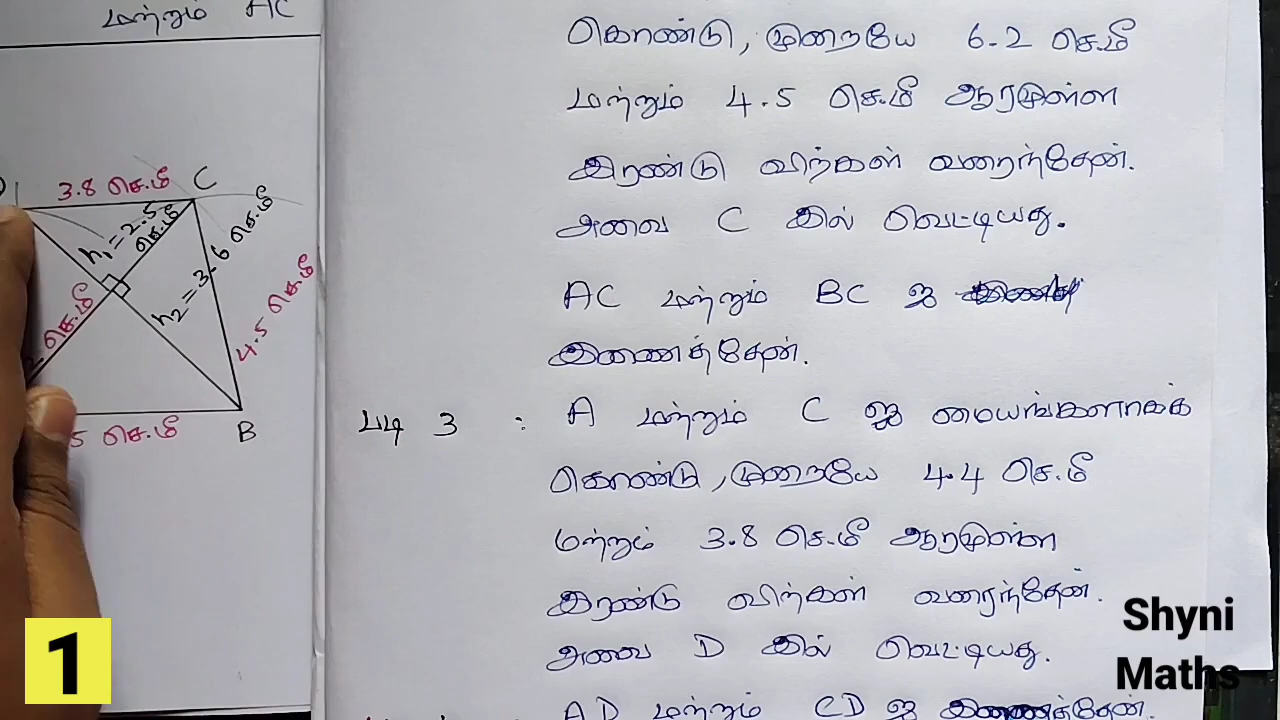 மற்றும் AC
3.8 செ.மீ
C
h₁ = 2.5
செ.மீ
h₂ = 3.6 செ.மீ
4.5 செ.மீ
செ.மீ
5 செ.மீ
B
கொண்டு, முறையே 6.2 செ.மீ
மற்றும் 4.5 செ.மீ ஆரமுள்ள
இரண்டு விற்கள் வரைந்தேன்.
அவை C இல் வெட்டியது.
AC மற்றும் BC ஐ
இணைத்தேன்.
படி 3 : A மற்றும் C ஐ மையங்களாகக்
கொண்டு, முறையே 4.4 செ.மீ
மற்றும் 3.8 செ.மீ ஆரமுள்ள
இரண்டு விற்கள் வரைந்தேன்.
அவை D இல் வெட்டியது.
AD மற்றும் CD ஐ இணைத்தேன்.
1
Shyni
Maths